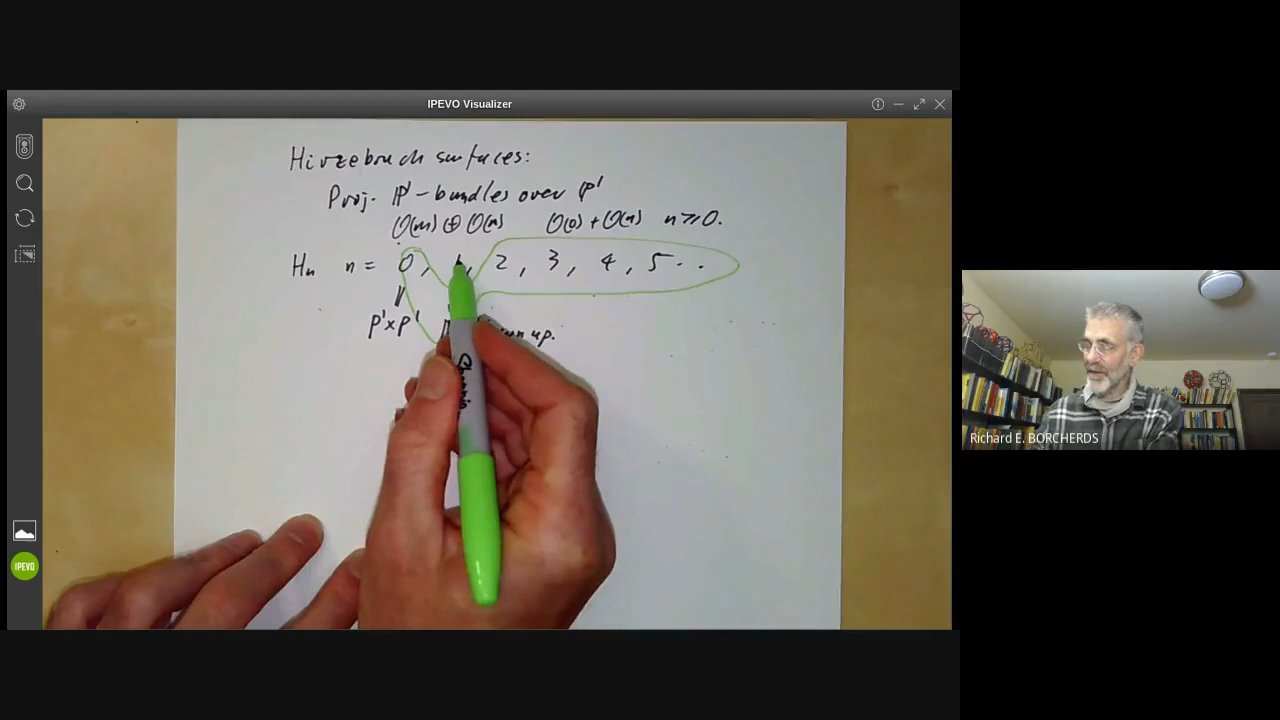 IPEVO Visualizer
Hirzebruch surfaces:
Proj. P¹-bundles over P¹
O(m) ⊕ O(n) O(0) + O(n) n ≥ 0.
Hn n = 0, 1, 2, 3, 4, 5 ...
P¹×P¹ up.
Richard E. BORCHERDS
IPEVO